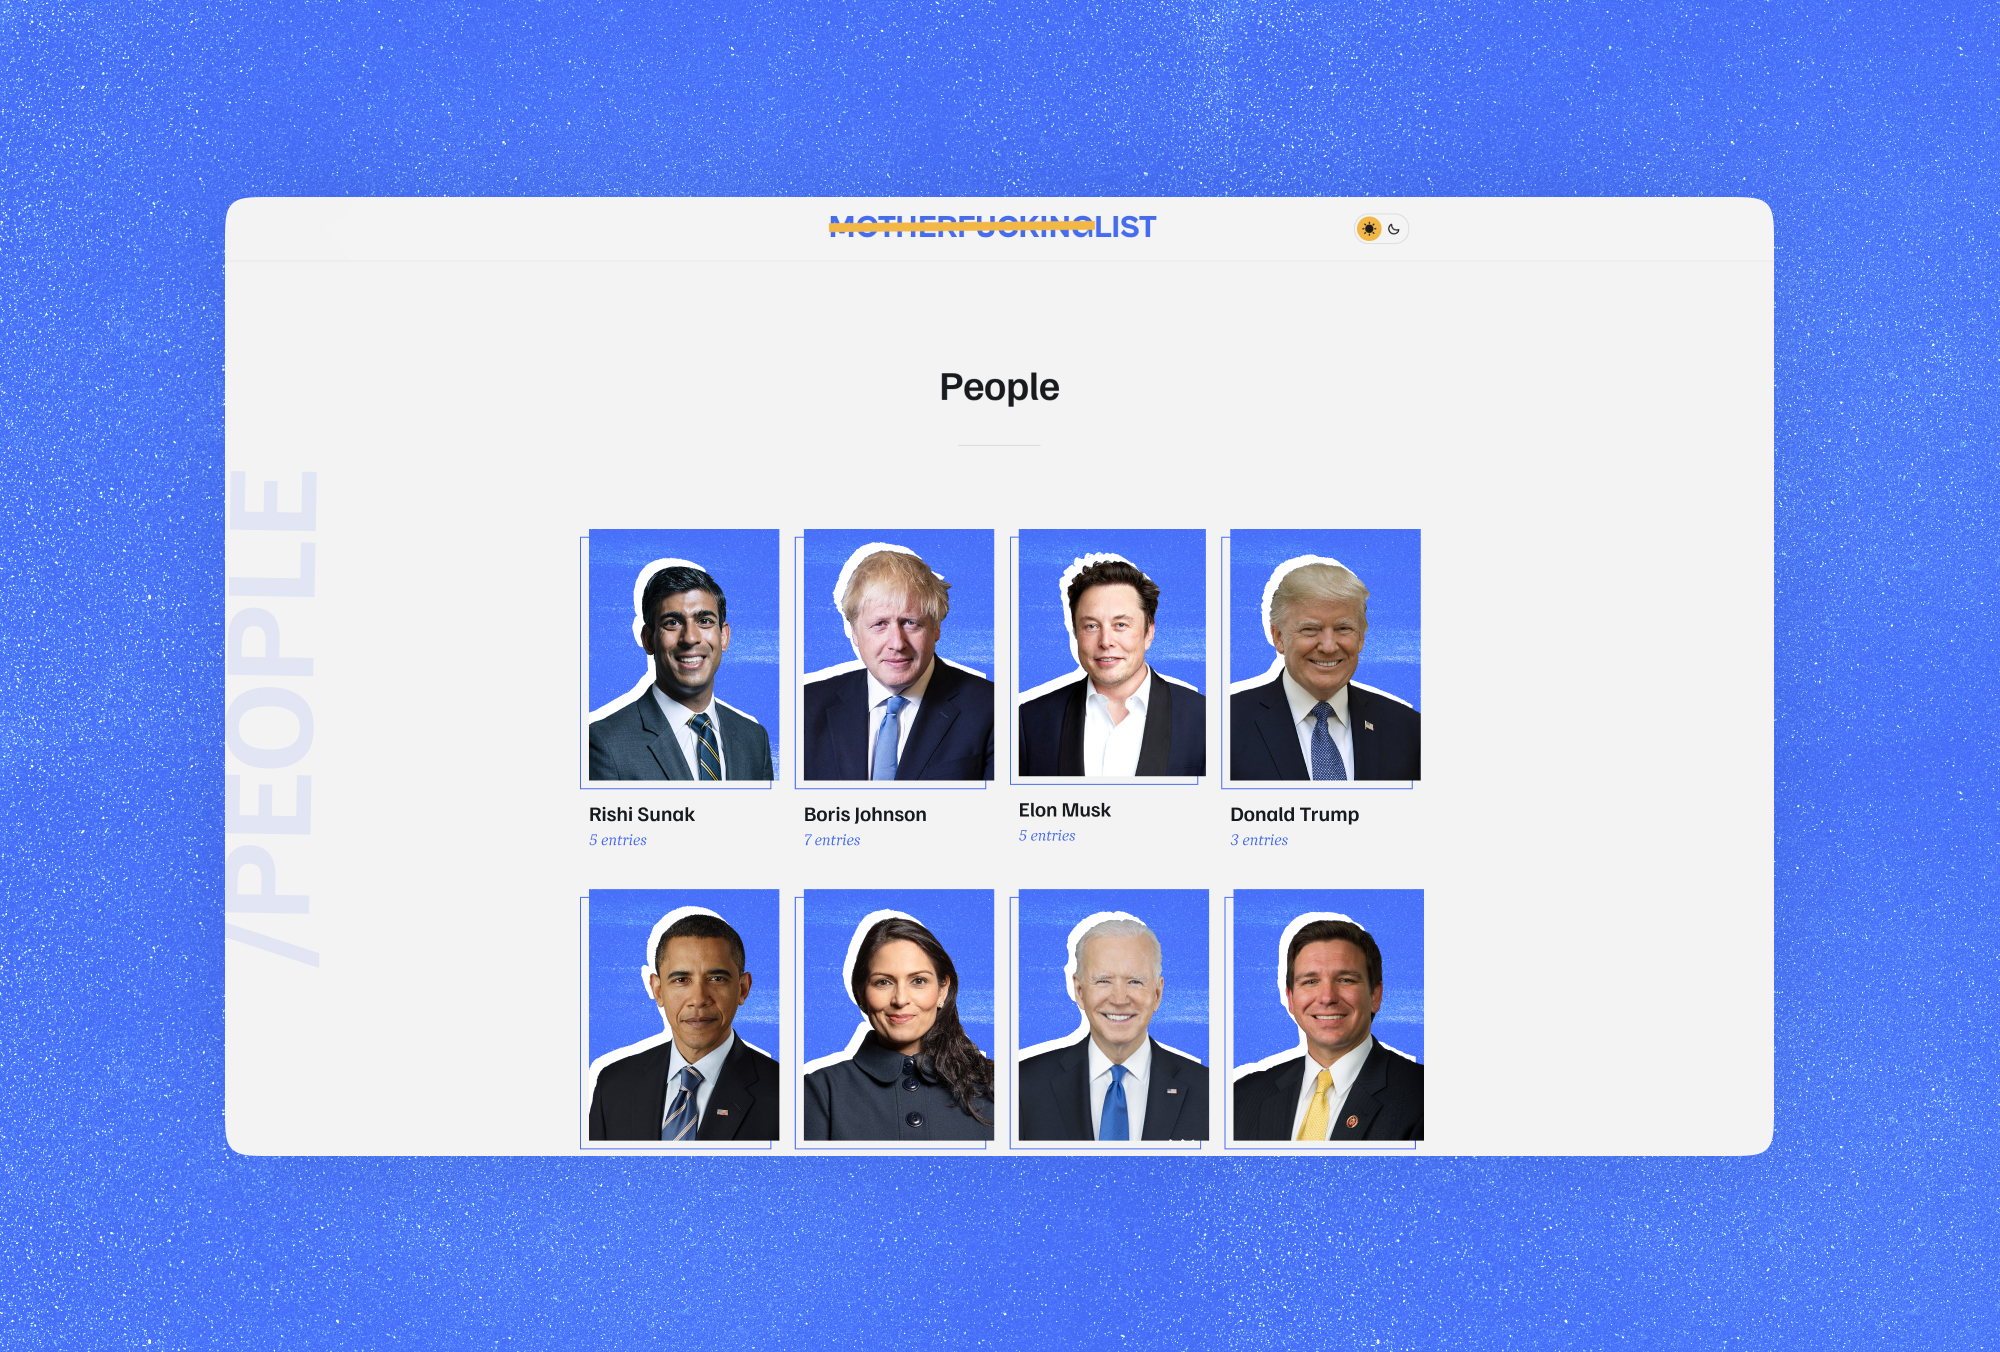 MOTHERFUCKINGLIST
People
/PEOPLE
Rishi Sunak
5 entries
Boris Johnson
7 entries
Elon Musk
5 entries
Donald Trump
3 entries